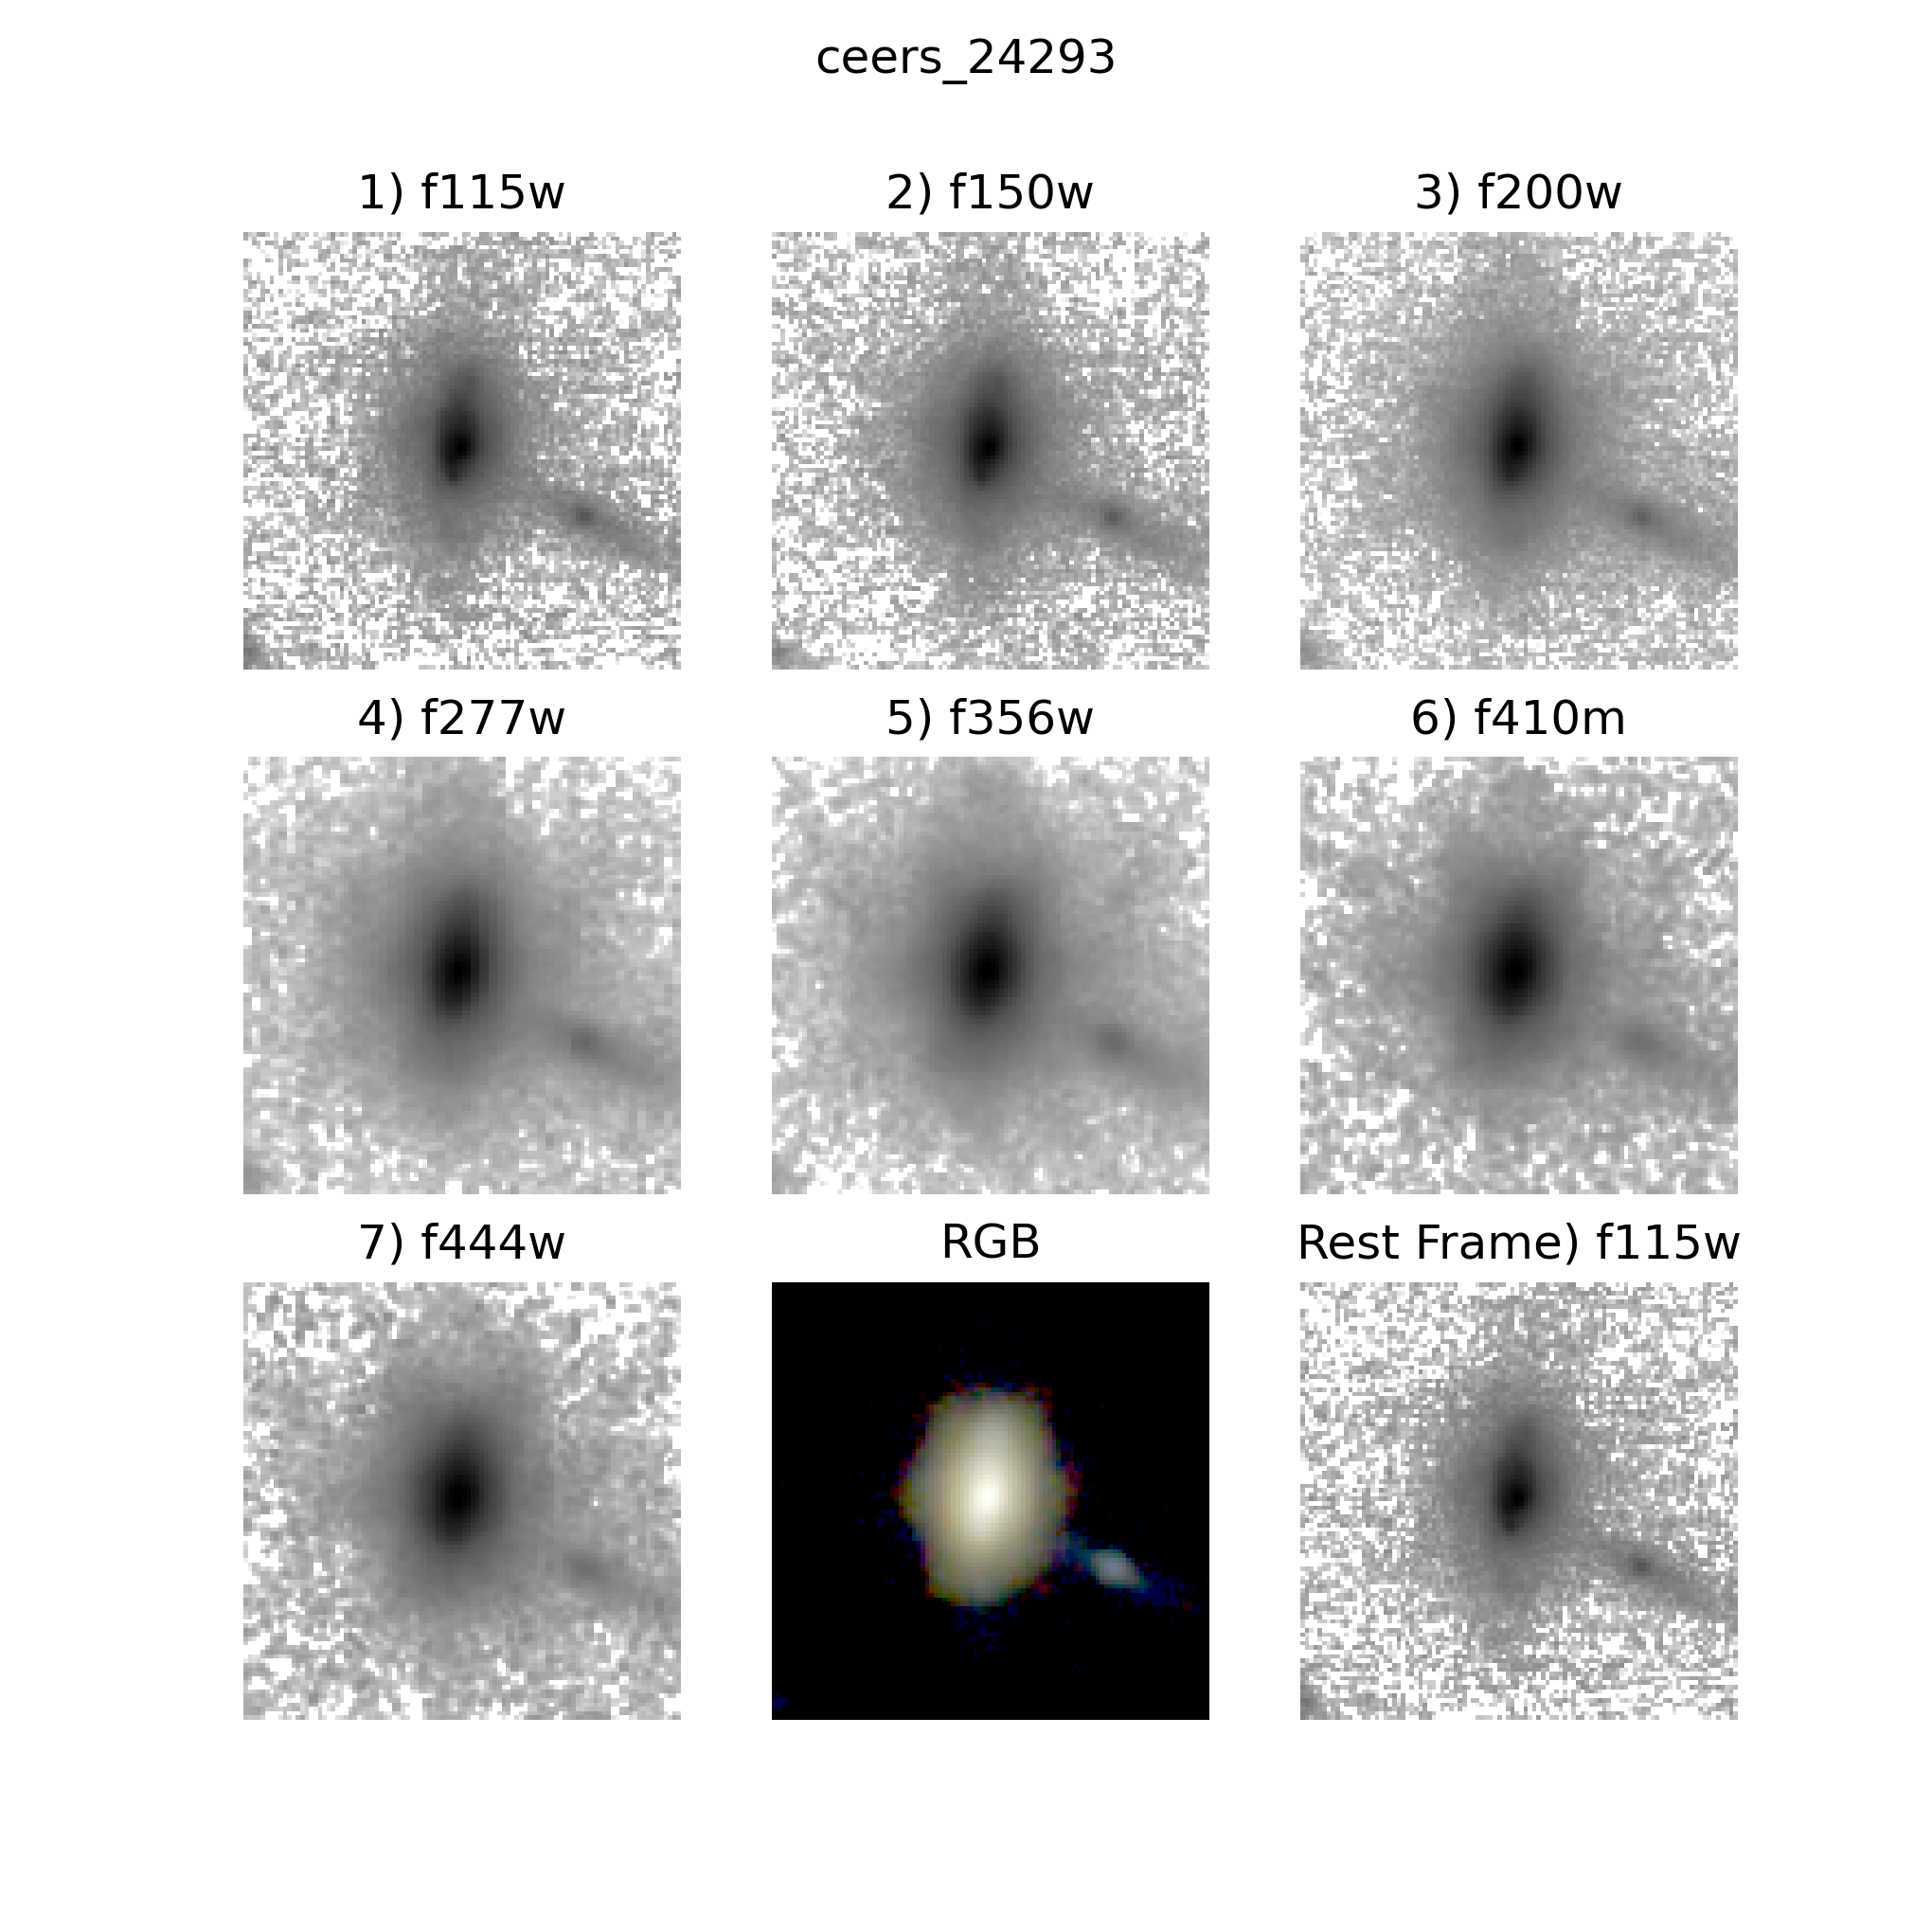 ceers_24293
1) f115w
2) f150w
3) f200w
4) f277w
5) f356w
6) f410m
7) f444w
RGB
Rest Frame) f115w